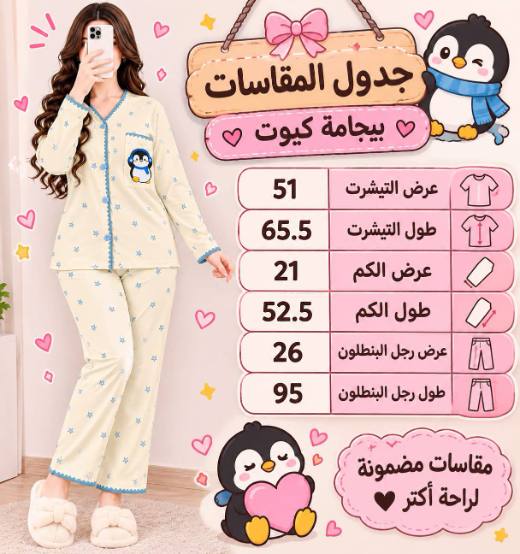 جدول المقاسات
بيجامة كيوت
عرض التيشرت 51
طول التيشرت 65.5
عرض الكم 21
طول الكم 52.5
عرض رجل البنطلون 26
طول رجل البنطلون 95
مقاسات مضمونة
لراحة أكتر ♥